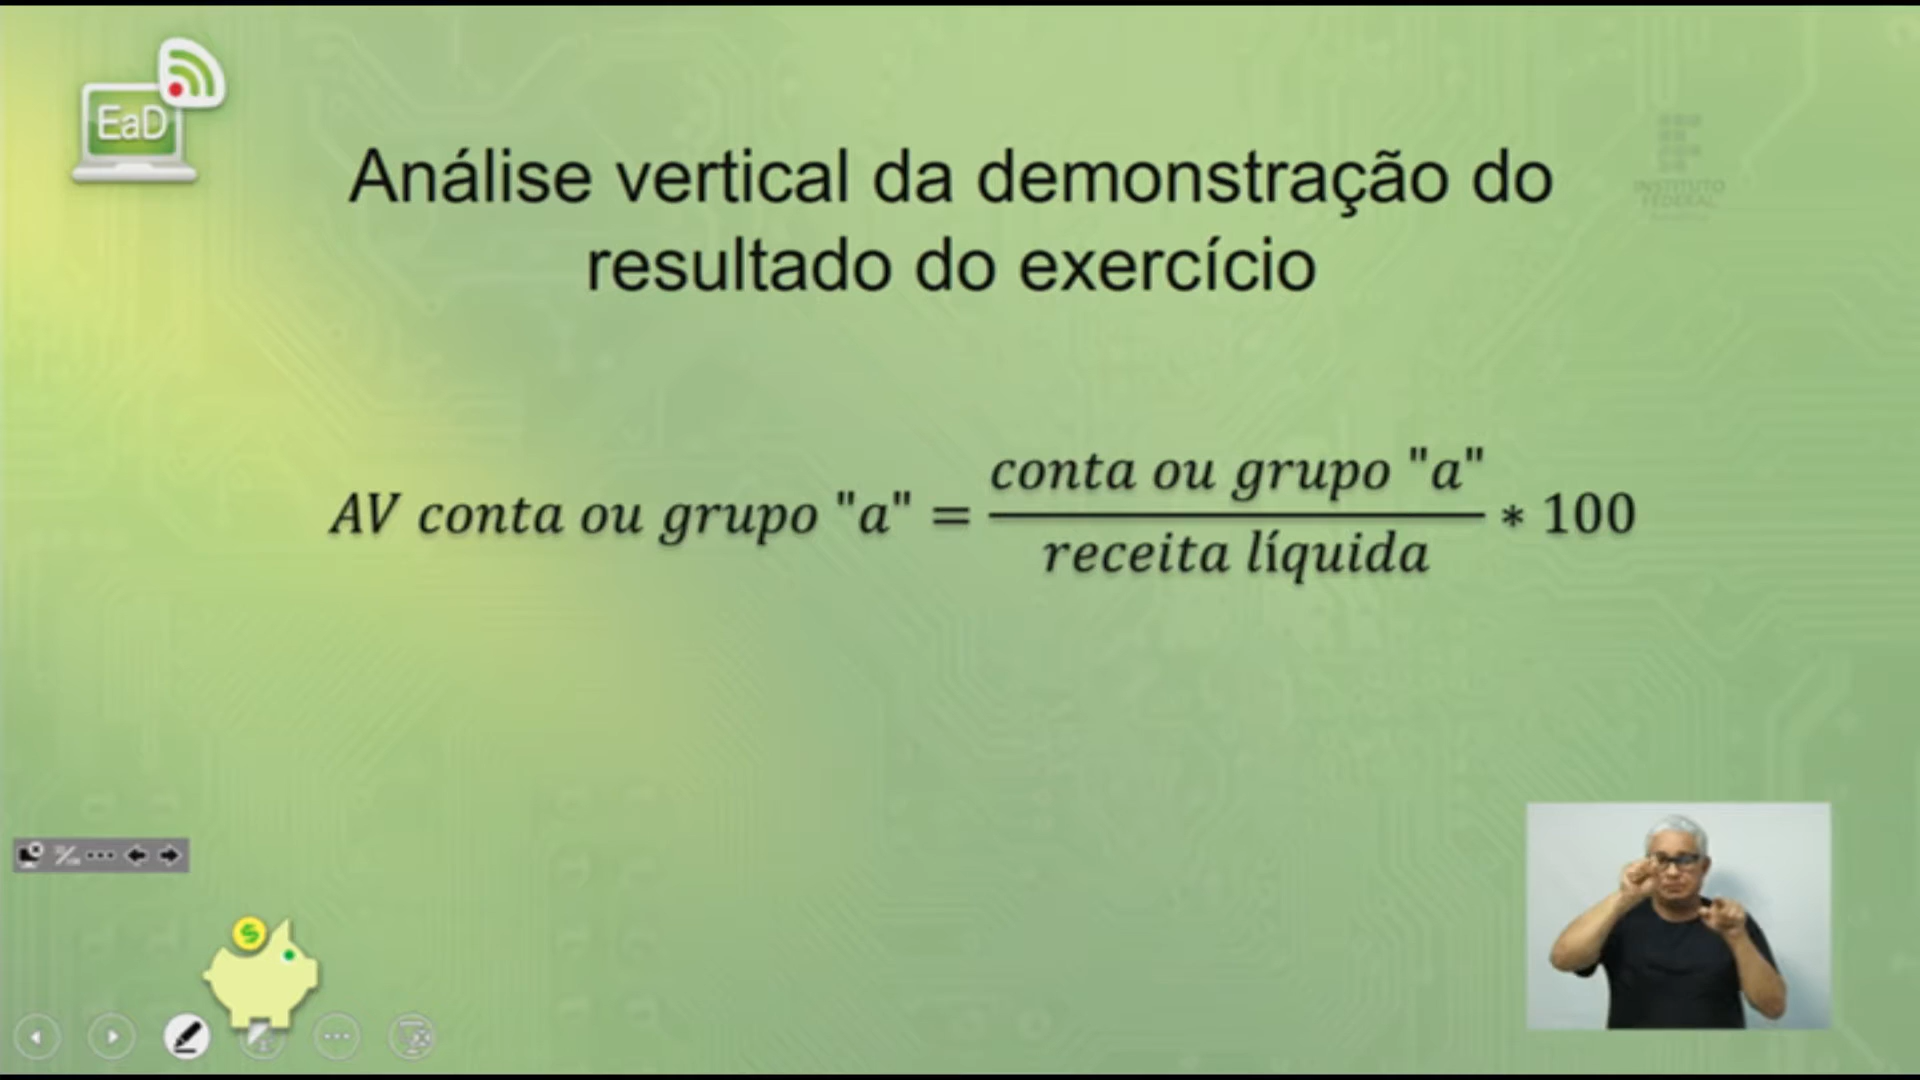 EaD
Análise vertical da demonstração do
resultado do exercício
INSTITUTO
FEDERAL
AV conta ou grupo "a" = conta ou grupo "a" / receita líquida * 100
$